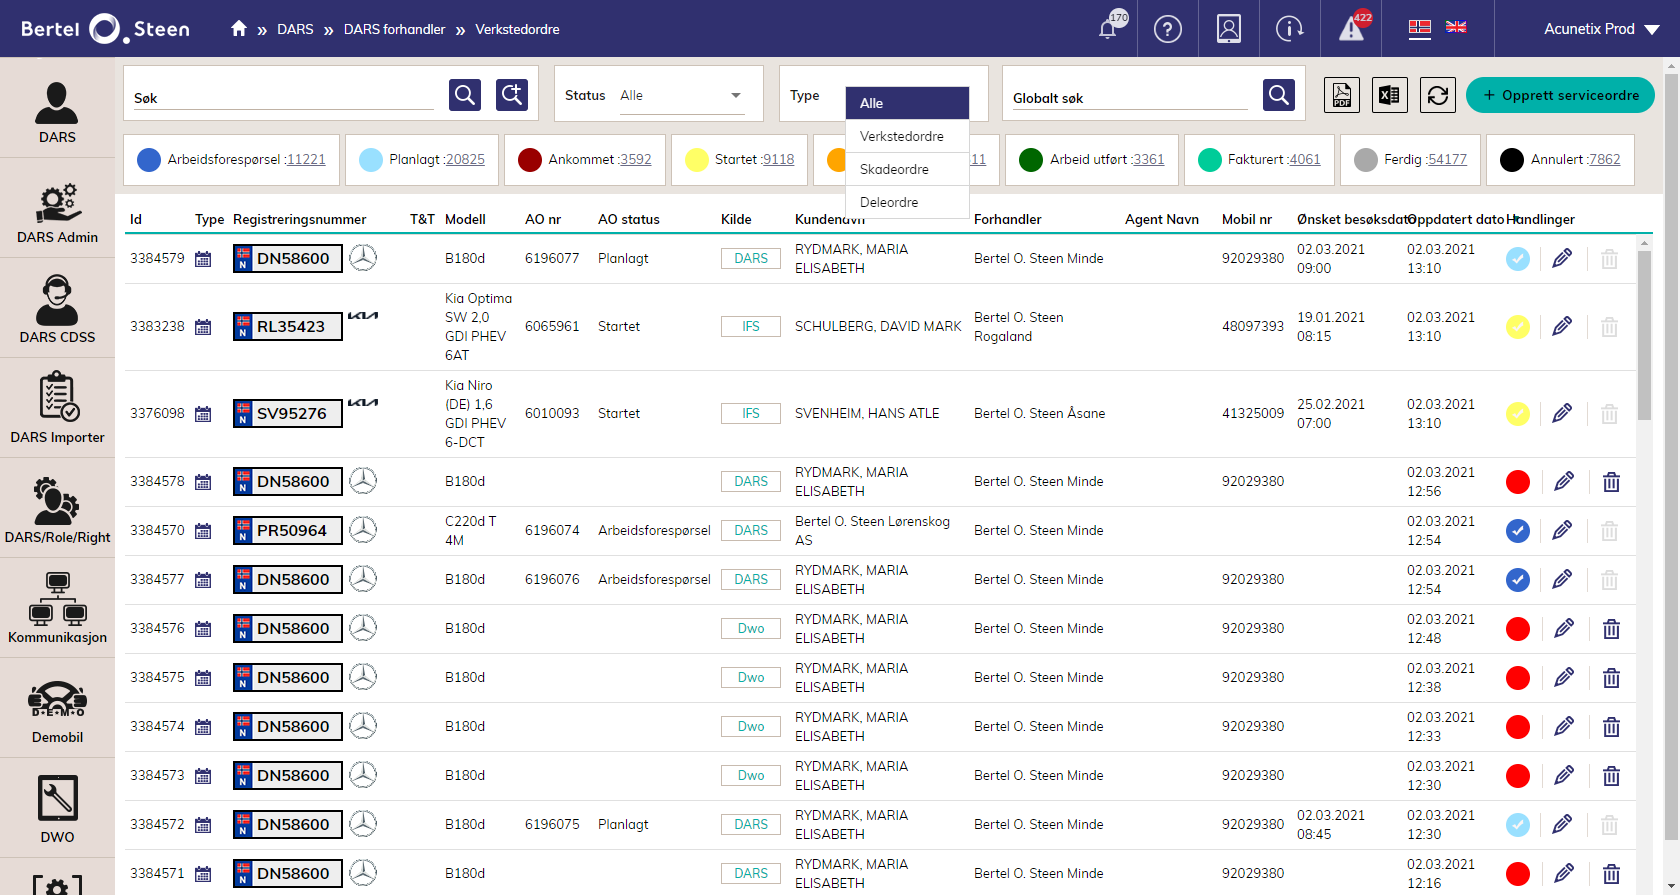 Bertel O. Steen
» DARS » DARS forhandler » Verkstedordre
170
422
Acunetix Prod
Søk
Status Alle
Type
Alle
Verkstedordre
Skadeordre
Deleordre
Globalt søk
PDF
X
+ Opprett serviceordre
Arbeidsforespørsel :11221
Planlagt :20825
Ankommet :3592
Startet :9118
11
Arbeid utført :3361
Fakturert :4061
Ferdig :54177
Annulert :7862
DARS
DARS Admin
DARS CDSS
DARS Importer
DARS/Role/Right
Kommunikasjon
D•E•M•O
Demobil
DWO
Id Type Registreringsnummer T&T Modell AO nr AO status Kilde Kundenavn Forhandler Agent Navn Mobil nr Ønsket besøksdato Oppdatert dato Handlinger
3384579 N DN58600 B180d 6196077 Planlagt DARS RYDMARK, MARIA ELISABETH Bertel O. Steen Minde 92029380 02.03.2021 09:00 02.03.2021 13:10
3383238 N RL35423 KIA Kia Optima SW 2,0 GDI PHEV 6AT 6065961 Startet IFS SCHULBERG, DAVID MARK Bertel O. Steen Rogaland 48097393 19.01.2021 08:15 02.03.2021 13:10
3376098 N SV95276 KIA Kia Niro (DE) 1,6 GDI PHEV 6-DCT 6010093 Startet IFS SVENHEIM, HANS ATLE Bertel O. Steen Åsane 41325009 25.02.2021 07:00 02.03.2021 13:10
3384578 N DN58600 B180d DARS RYDMARK, MARIA ELISABETH Bertel O. Steen Minde 92029380 02.03.2021 12:56
3384570 N PR50964 C220d T 4M 6196074 Arbeidsforespørsel DARS Bertel O. Steen Lørenskog AS Bertel O. Steen Minde 02.03.2021 12:54
3384577 N DN58600 B180d 6196076 Arbeidsforespørsel DARS RYDMARK, MARIA ELISABETH Bertel O. Steen Minde 92029380 02.03.2021 12:54
3384576 N DN58600 B180d Dwo RYDMARK, MARIA ELISABETH Bertel O. Steen Minde 92029380 02.03.2021 12:48
3384575 N DN58600 B180d Dwo RYDMARK, MARIA ELISABETH Bertel O. Steen Minde 92029380 02.03.2021 12:38
3384574 N DN58600 B180d Dwo RYDMARK, MARIA ELISABETH Bertel O. Steen Minde 92029380 02.03.2021 12:33
3384573 N DN58600 B180d Dwo RYDMARK, MARIA ELISABETH Bertel O. Steen Minde 92029380 02.03.2021 12:30
3384572 N DN58600 B180d 6196075 Planlagt DARS RYDMARK, MARIA ELISABETH Bertel O. Steen Minde 92029380 02.03.2021 08:45 02.03.2021 12:30
3384571 N DN58600 B180d DARS RYDMARK, MARIA ELISABETH Bertel O. Steen Minde 92029380 02.03.2021 12:16